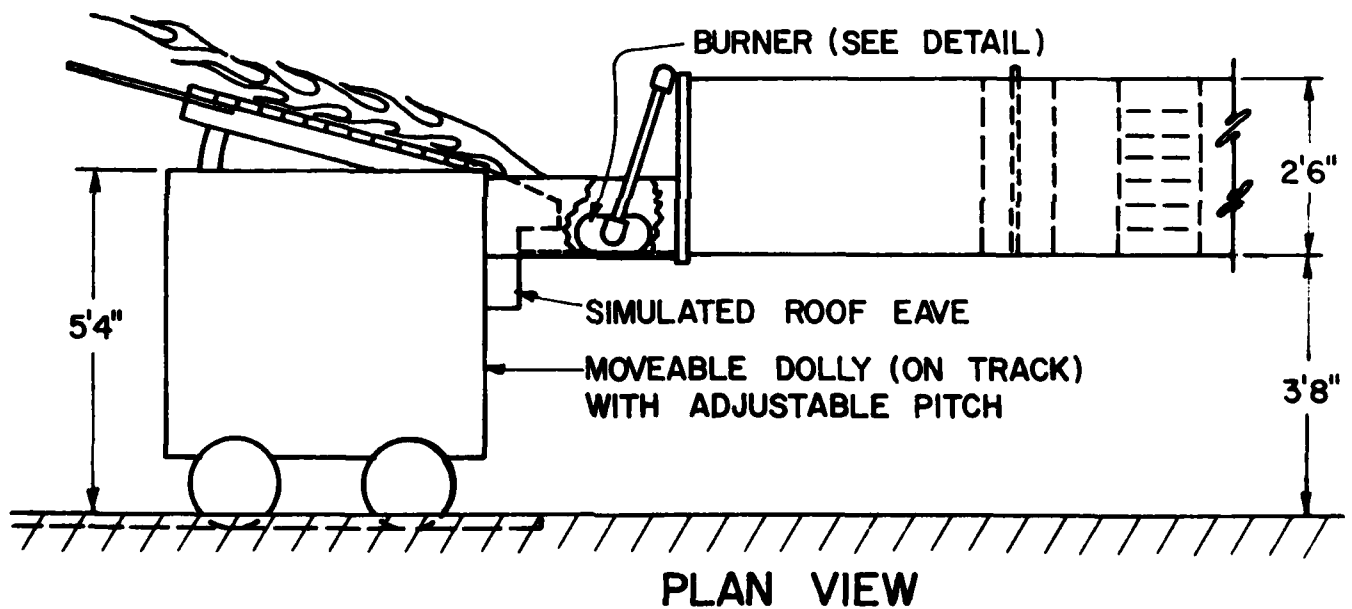 BURNER (SEE DETAIL)
2'6"
5'4"
SIMULATED ROOF EAVE
MOVEABLE DOLLY (ON TRACK)
WITH ADJUSTABLE PITCH
3'8"
PLAN VIEW